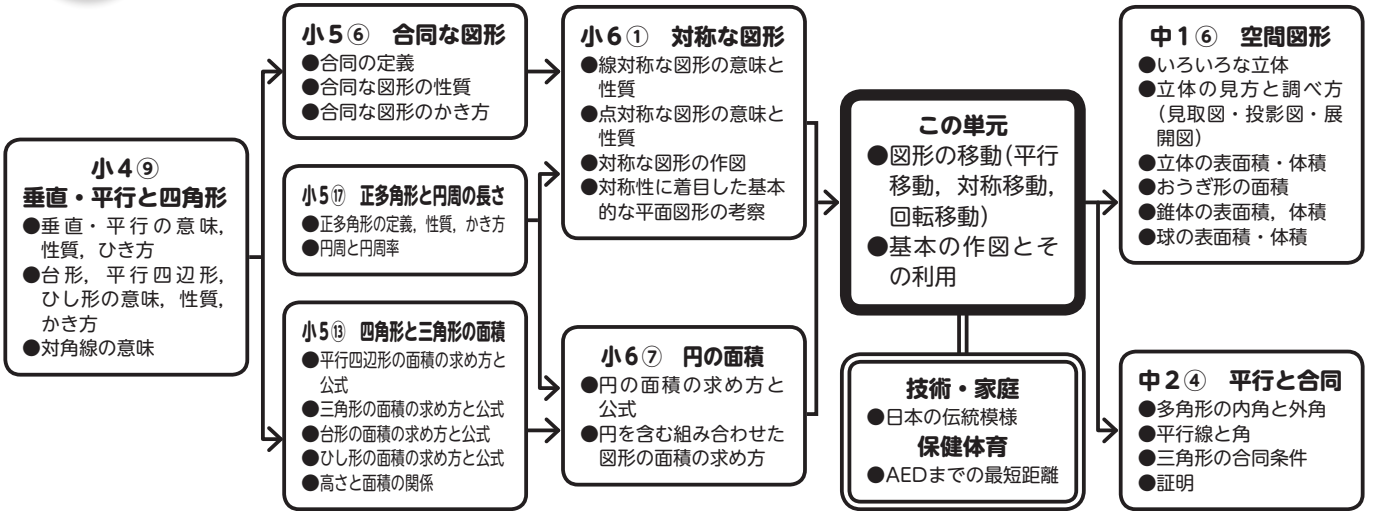 小4⑨
垂直・平行と四角形
●垂直・平行の意味,
性質, ひき方
●台形, 平行四辺形,
ひし形の意味, 性質,
かき方
●対角線の意味
小5⑥　合同な図形
●合同の定義
●合同な図形の性質
●合同な図形のかき方
小5⑰　正多角形と円周の長さ
●正多角形の定義, 性質, かき方
●円周と円周率
小5⑬　四角形と三角形の面積
●平行四辺形の面積の求め方と
公式
●三角形の面積の求め方と公式
●台形の面積の求め方と公式
●ひし形の面積の求め方と公式
●高さと面積の関係
小6①　対称な図形
●線対称な図形の意味と
性質
●点対称な図形の意味と
性質
●対称な図形の作図
●対称性に着目した基本
的な平面図形の考察
小6⑦　円の面積
●円の面積の求め方と
公式
●円を含む組み合わせた
図形の面積の求め方
この単元
●図形の移動(平行
移動, 対称移動,
回転移動)
●基本の作図とそ
の利用
技術・家庭
●日本の伝統模様
保健体育
●AEDまでの最短距離
中1⑥　空間図形
●いろいろな立体
●立体の見方と調べ方
(見取図・投影図・展
開図)
●立体の表面積・体積
●おうぎ形の面積
●錐体の表面積, 体積
●球の表面積・体積
中2④　平行と合同
●多角形の内角と外角
●平行線と角
●三角形の合同条件
●証明